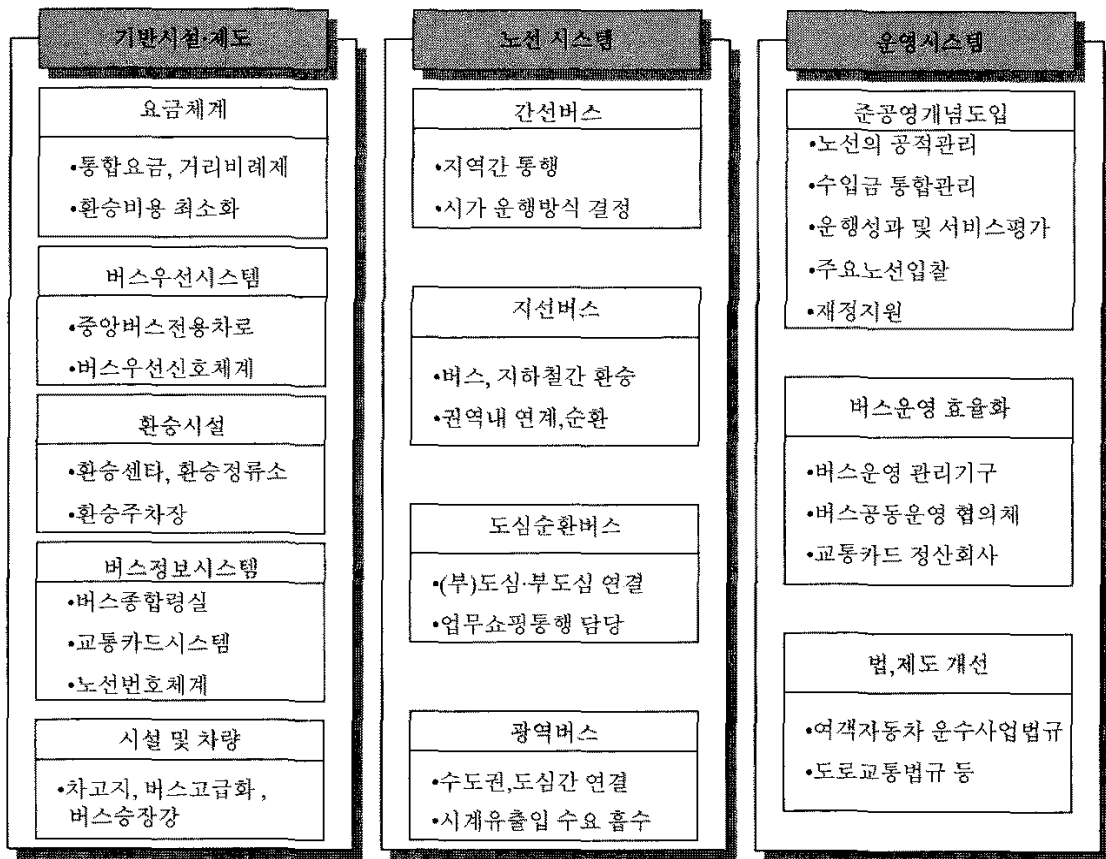 기반시설·제도
요금체계
•통합요금, 거리비례제
•환승비용 최소화
버스우선시스템
•중앙버스전용차로
•버스우선신호체계
환승시설
•환승센타, 환승정류소
•환승주차장
버스정보시스템
•버스종합령실
•교통카드시스템
•노선번호체계
시설 및 차량
•차고지, 버스고급화 ,
버스승장강
노선 시스템
간선버스
•지역간 통행
•시가 운행방식 결정
지선버스
•버스, 지하철간 환승
•권역내 연계,순환
도심순환버스
•(부)도심·부도심 연결
•업무쇼핑통행 담당
광역버스
•수도권,도심간 연결
•시계유출입 수요 흡수
운영시스템
준공영개념도입
•노선의 공적관리
•수입금 통합관리
•운행성과 및 서비스평가
•주요노선입찰
•재정지원
버스운영 효율화
•버스운영 관리기구
•버스공동운영 협의체
•교통카드 정산회사
법,제도 개선
•여객자동차 운수사업법규
•도로교통법규 등